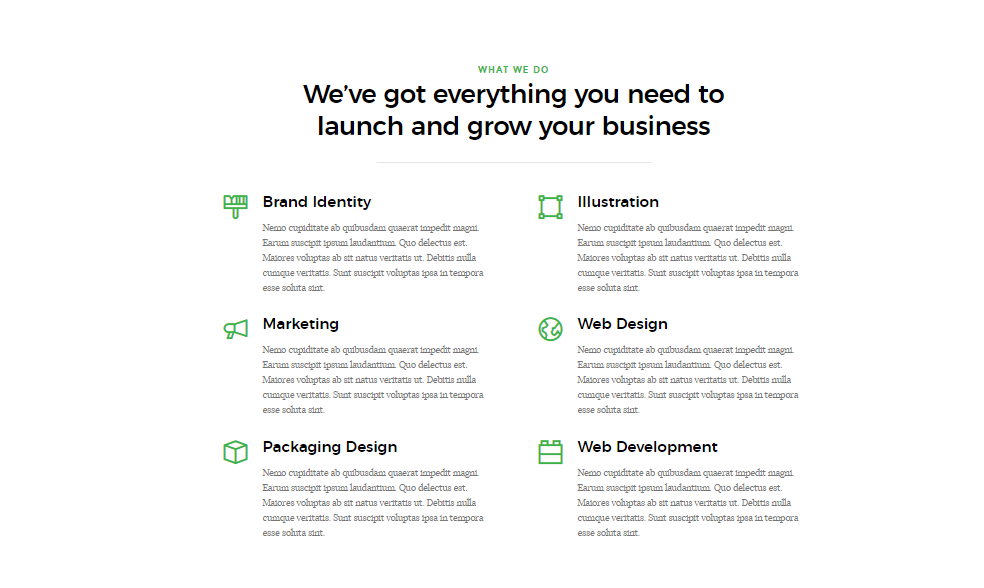 WHAT WE DO
We've got everything you need to
launch and grow your business
Brand Identity
Nemo cupiditate ab quibusdam quaerat impedit magni.
Earum suscipit ipsum laudantium. Quo delectus est.
Maiores voluptas ab sit natus veritatis ut. Debitis nulla
cumque veritatis. Sunt suscipit voluptas ipsa in tempora
esse soluta sint.
Illustration
Nemo cupiditate ab quibusdam quaerat impedit magni.
Earum suscipit ipsum laudantium. Quo delectus est.
Maiores voluptas ab sit natus veritatis ut. Debitis nulla
cumque veritatis. Sunt suscipit voluptas ipsa in tempora
esse soluta sint.
Marketing
Nemo cupiditate ab quibusdam quaerat impedit magni.
Earum suscipit ipsum laudantium. Quo delectus est.
Maiores voluptas ab sit natus veritatis ut. Debitis nulla
cumque veritatis. Sunt suscipit voluptas ipsa in tempora
esse soluta sint.
Web Design
Nemo cupiditate ab quibusdam quaerat impedit magni.
Earum suscipit ipsum laudantium. Quo delectus est.
Maiores voluptas ab sit natus veritatis ut. Debitis nulla
cumque veritatis. Sunt suscipit voluptas ipsa in tempora
esse soluta sint.
Packaging Design
Nemo cupiditate ab quibusdam quaerat impedit magni.
Earum suscipit ipsum laudantium. Quo delectus est.
Maiores voluptas ab sit natus veritatis ut. Debitis nulla
cumque veritatis. Sunt suscipit voluptas ipsa in tempora
esse soluta sint.
Web Development
Nemo cupiditate ab quibusdam quaerat impedit magni.
Earum suscipit ipsum laudantium. Quo delectus est.
Maiores voluptas ab sit natus veritatis ut. Debitis nulla
cumque veritatis. Sunt suscipit voluptas ipsa in tempora
esse soluta sint.